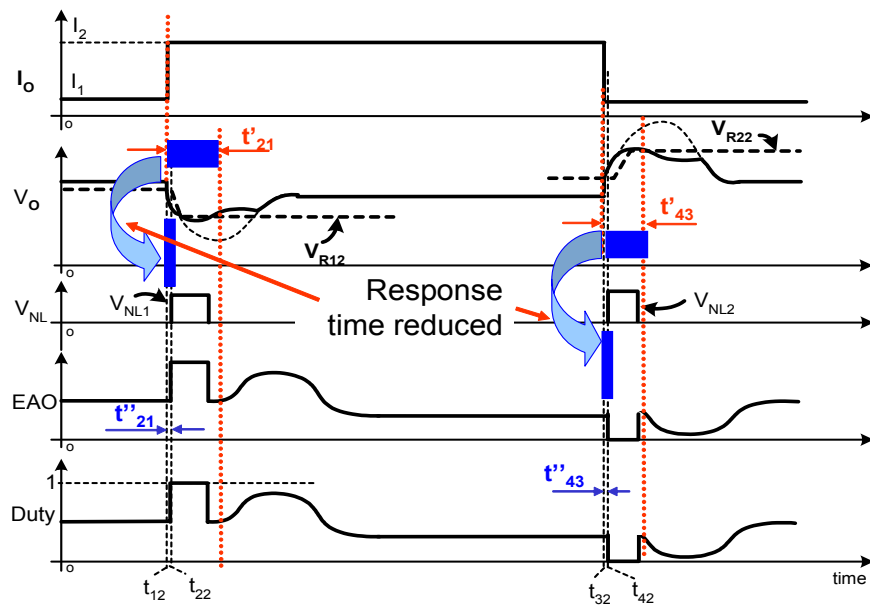 I2
I1
Io
o
t'21
VR22
Vo
t'43
VR12
o
Response
time reduced
VNL
VNL1
VNL2
o
EAO
t''21
o
t''43
1
Duty
o
time
t12
t22
t32
t42